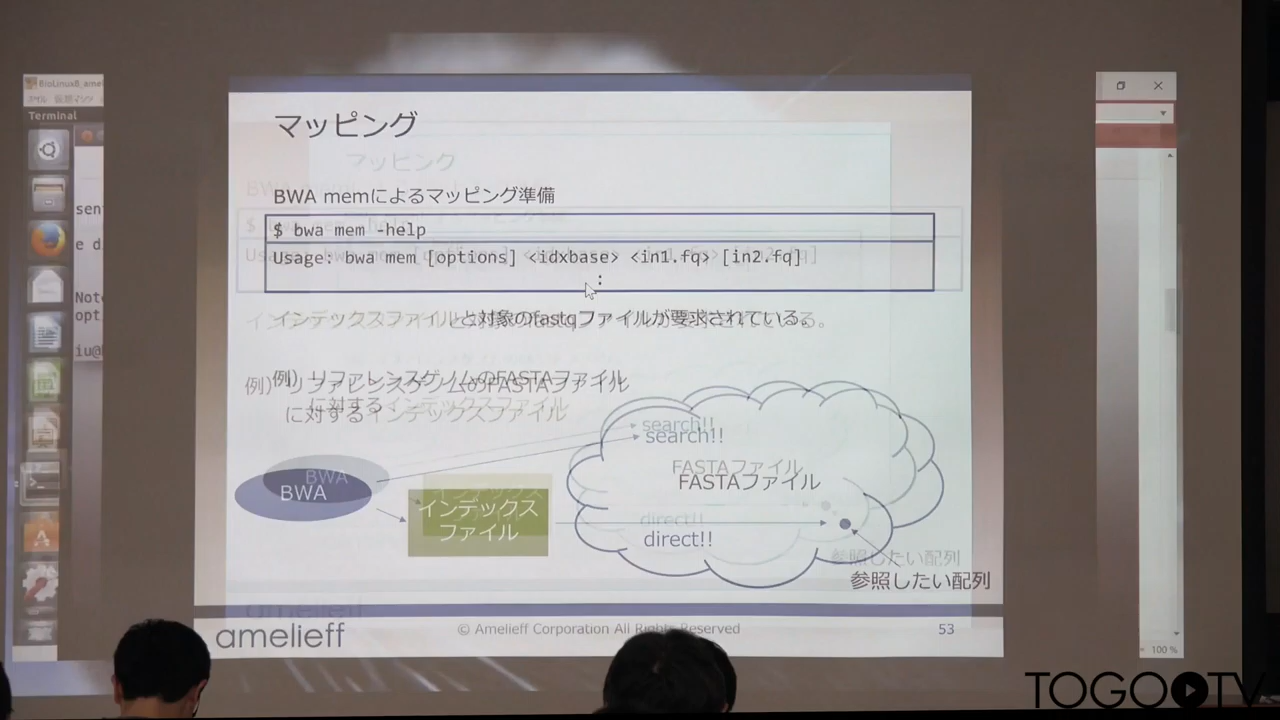 BioLinux8_ame
Terminal
マッピング
BWA memによるマッピング準備
$ bwa mem -help
Usage: bwa mem [options] <idxbase> <in1.fq> [in2.fq]
:
インデックスファイルと対象のfastqファイルが要求されている。
例）リファレンスゲノムのFASTAファイル
に対するインデックスファイル
search!!
FASTAファイル
BWA
インデックス
ファイル
direct!!
参照したい配列
sent
e d
Note
opt
iu@
amelieff
© Amelieff Corporation All Rights Reserved
53
100 %
TOGO TV